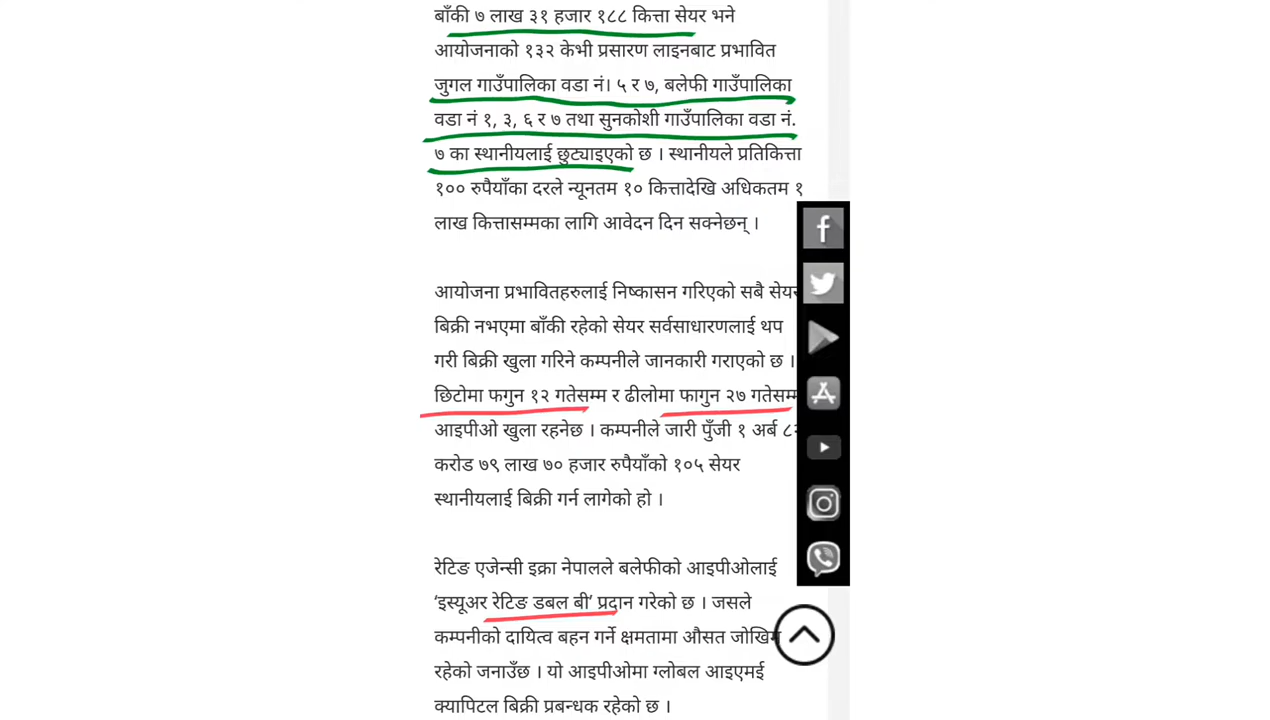 बाँकी ७ लाख ३१ हजार १८८ कित्ता सेयर भने
आयोजनाको १३२ केभी प्रसारण लाइनबाट प्रभावित
जुगल गाउँपालिका वडा नं। ५ र ७, बलेफी गाउँपालिका
वडा नं १, ३, ६ र ७ तथा सुनकोशी गाउँपालिका वडा नं.
७ का स्थानीयलाई छुट्याइएको छ । स्थानीयले प्रतिकित्ता
१०० रुपैयाँका दरले न्यूनतम १० कित्तादेखि अधिकतम १
लाख कित्तासम्मका लागि आवेदन दिन सक्नेछन् ।
आयोजना प्रभावितहरुलाई निष्कासन गरिएको सबै सेयर
बिक्री नभएमा बाँकी रहेको सेयर सर्वसाधारणलाई थप
गरी बिक्री खुला गरिने कम्पनीले जानकारी गराएको छ ।
छिटोमा फगुन १२ गतेसम्म र ढीलोमा फागुन २७ गतेसम्म
आइपीओ खुला रहनेछ । कम्पनीले जारी पुँजी १ अर्ब
करोड ७९ लाख ७० हजार रुपैयाँको १०५ सेयर
स्थानीयलाई बिक्री गर्न लागेको हो ।
रेटिङ एजेन्सी इक्रा नेपालले बलेफीको आइपीओलाई
‘इस्यूअर रेटिङ डबल बी’ प्रदान गरेको छ । जसले
कम्पनीको दायित्व बहन गर्ने क्षमतामा औसत जोखिम
रहेको जनाउँछ । यो आइपीओमा ग्लोबल आइएमई
क्यापिटल बिक्री प्रबन्धक रहेको छ ।